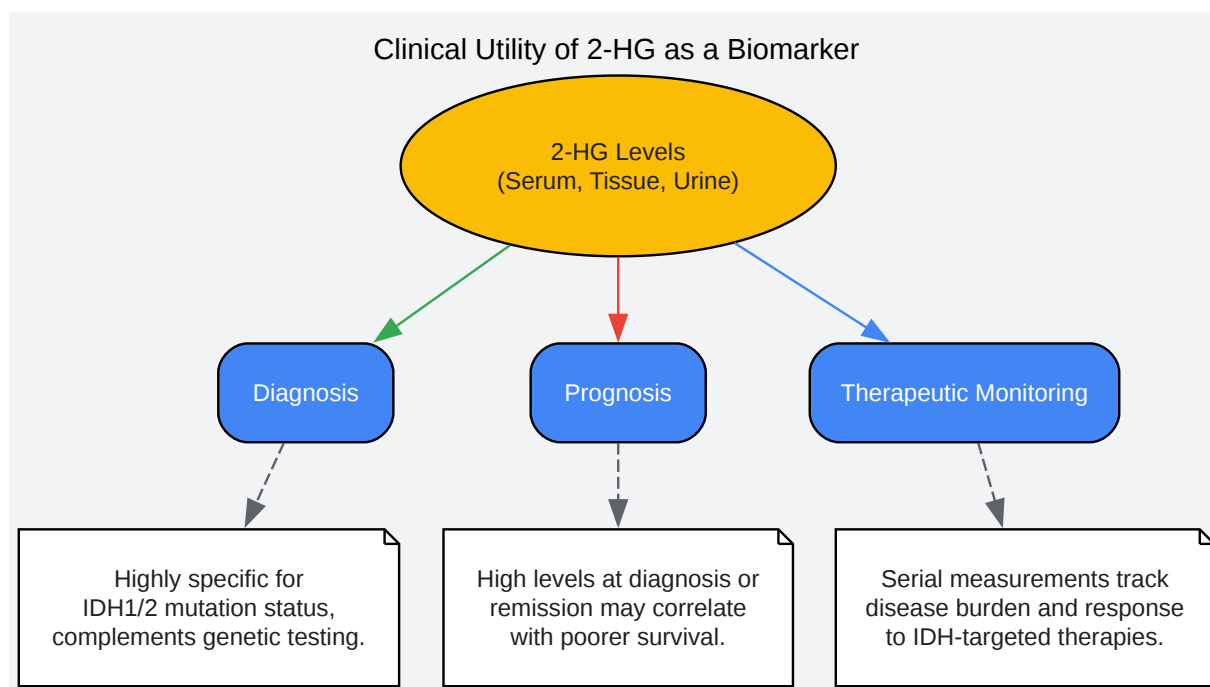 Clinical Utility of 2-HG as a Biomarker
2-HG Levels
(Serum, Tissue, Urine)
Diagnosis
Prognosis
Therapeutic Monitoring
Highly specific for
IDH1/2 mutation status,
complements genetic testing.
High levels at diagnosis or
remission may correlate
with poorer survival.
Serial measurements track
disease burden and response
to IDH-targeted therapies.